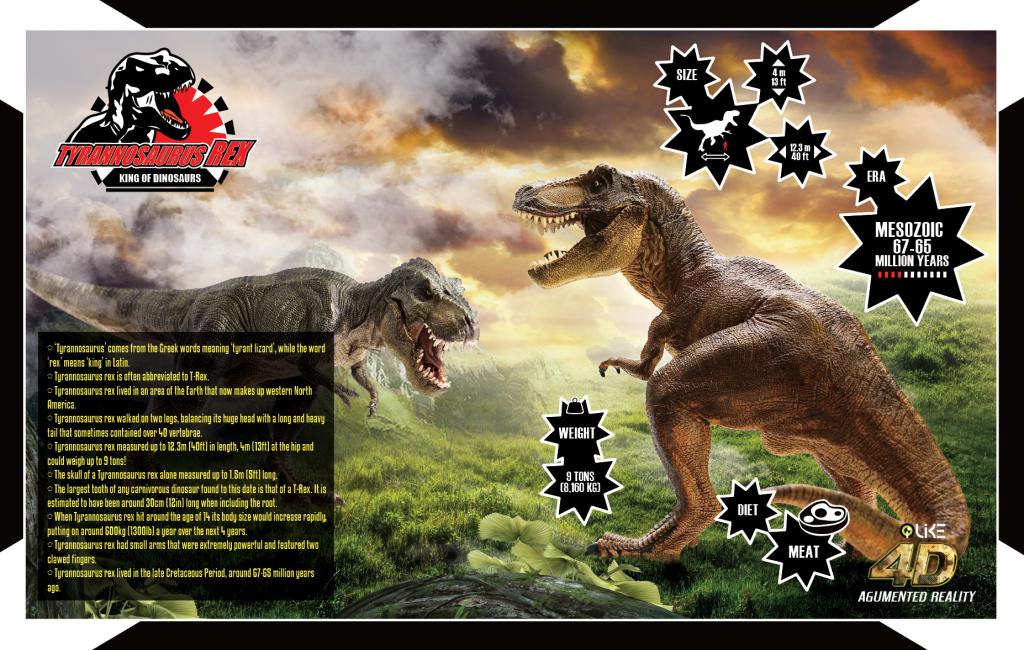 TYRANNOSAURUS REX
KING OF DINOSAURS
SIZE
4 m
13 ft
12.3 m
40 ft
ERA
MESOZOIC
67-65
MILLION YEARS
'Tyrannosaurus' comes from the Greek words meaning 'tyrant lizard', while the word
'rex' means 'king' in Latin.
Tyrannosaurus rex is often abbreviated to T-Rex.
Tyrannosaurus rex lived in an area of the Earth that now makes up western North
America.
Tyrannosaurus rex walked on two legs, balancing its huge head with a long and heavy
tail that sometimes contained over 40 vertebrae.
Tyrannosaurus rex measured up to 12.3m (40ft) in length, 4m (13ft) at the hip and
could weigh up to 9 tons!
The skull of a Tyrannosaurus rex alone measured up to 1.5m (5ft) long.
The largest tooth of any carnivorous dinosaur found to this date is that of a T-Rex. It is
estimated to have been around 30cm (12in) long when including the root.
When Tyrannosaurus rex hit around the age of 14 its body size would increase rapidly,
putting on around 600kg (1300lb) a year over the next 4 years.
Tyrannosaurus rex had small arms that were extremely powerful and featured two
clawed fingers.
Tyrannosaurus rex lived in the late Cretaceous Period, around 67-65 million years
ago.
WEIGHT
9 TONS
(8,160 KG)
DIET
MEAT
QLIKE
4D
AGUMENTED REALITY